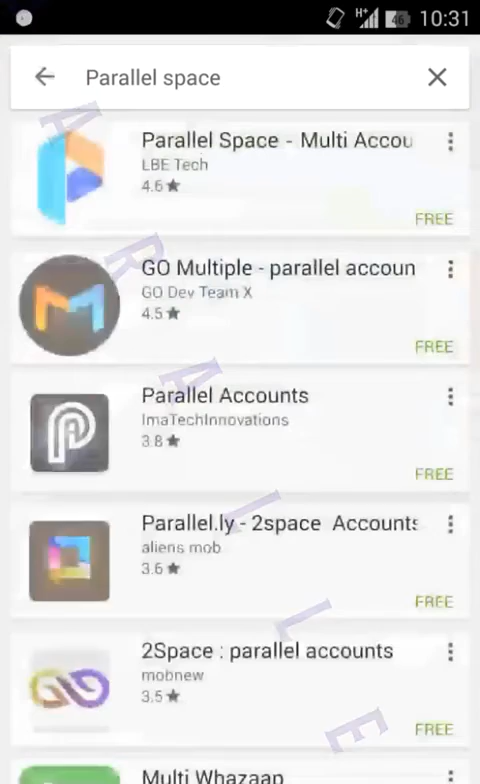 H+ 46 10:31
Parallel space
Parallel Space - Multi Accou
LBE Tech
4.6★
FREE
GO Multiple - parallel accoun
GO Dev Team X
4.5★
FREE
Parallel Accounts
ImaTechInnovations
3.8★
FREE
Parallel.ly - 2space Accounts
aliens mob
3.6★
FREE
2Space : parallel accounts
mobnew
3.5★
FREE
Multi Whazaap